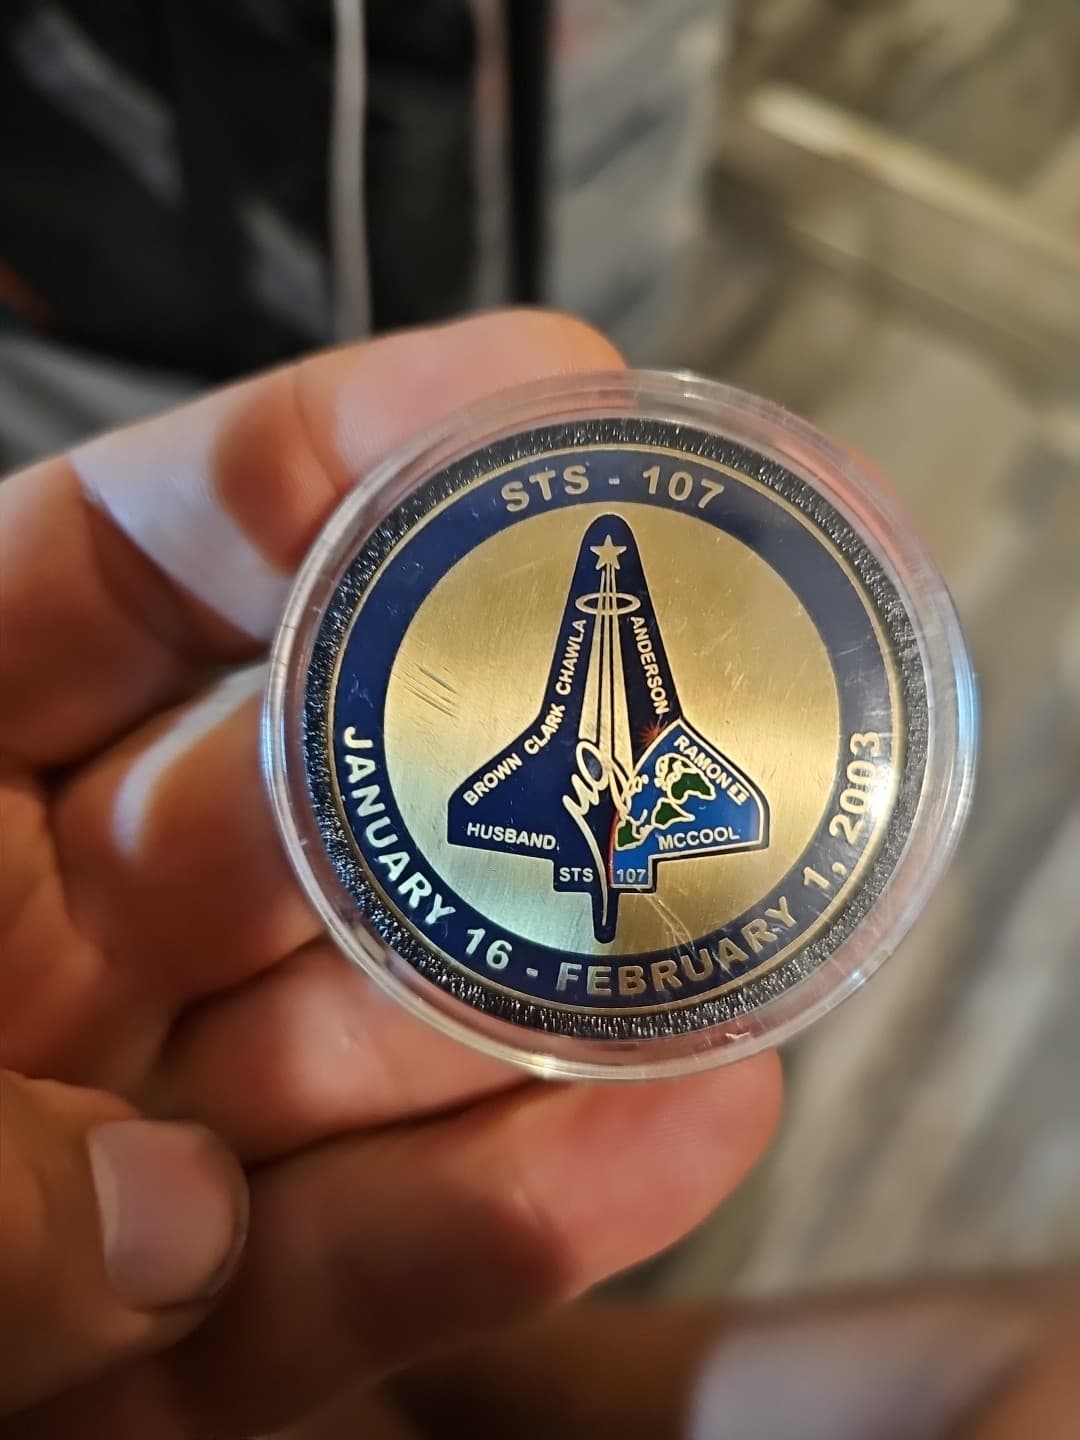 STS - 107
CHAWLA
ANDERSON
CLARK
BROWN
RAMON
HUSBAND
MCCOOL
STS 107
JANUARY 16 - FEBRUARY 1, 2003